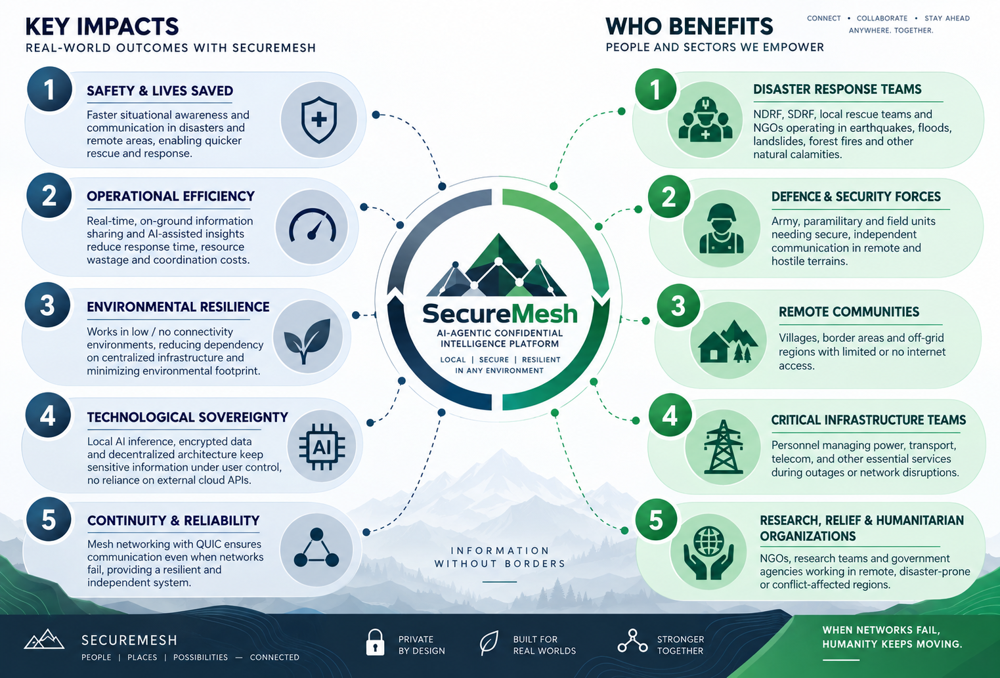 KEY IMPACTS
REAL-WORLD OUTCOMES WITH SECUREMESH
1
SAFETY & LIVES SAVED
Faster situational awareness and
communication in disasters and
remote areas, enabling quicker
rescue and response.
2
OPERATIONAL EFFICIENCY
Real-time, on-ground information
sharing and AI-assisted insights
reduce response time, resource
wastage and coordination costs.
3
ENVIRONMENTAL RESILIENCE
Works in low / no connectivity
environments, reducing dependency
on centralized infrastructure and
minimizing environmental footprint.
4
TECHNOLOGICAL SOVEREIGNTY
Local AI inference, encrypted data
and decentralized architecture keep
sensitive information under user control,
no reliance on external cloud APIs.
AI
5
CONTINUITY & RELIABILITY
Mesh networking with QUIC ensures
communication even when networks
fail, providing a resilient and
independent system.
SecureMesh
AI-AGENTIC CONFIDENTIAL
INTELLIGENCE PLATFORM
LOCAL | SECURE | RESILIENT
IN ANY ENVIRONMENT
INFORMATION
WITHOUT BORDERS
WHO BENEFITS
PEOPLE AND SECTORS WE EMPOWER
CONNECT • COLLABORATE • STAY AHEAD
ANYWHERE. TOGETHER.
1
DISASTER RESPONSE TEAMS
NDRF, SDRF, local rescue teams and
NGOs operating in earthquakes, floods,
landslides, forest fires and other
natural calamities.
2
DEFENCE & SECURITY FORCES
Army, paramilitary and field units
needing secure, independent
communication in remote and
hostile terrains.
3
REMOTE COMMUNITIES
Villages, border areas and off-grid
regions with limited or no internet
access.
4
CRITICAL INFRASTRUCTURE TEAMS
Personnel managing power, transport,
telecom, and other essential services
during outages or network disruptions.
5
RESEARCH, RELIEF & HUMANITARIAN
ORGANIZATIONS
NGOs, research teams and government
agencies working in remote, disaster-prone
or conflict-affected regions.
SECUREMESH
PEOPLE | PLACES | POSSIBILITIES — CONNECTED
PRIVATE
BY DESIGN
BUILT FOR
REAL WORLDS
STRONGER
TOGETHER
WHEN NETWORKS FAIL,
HUMANITY KEEPS MOVING.